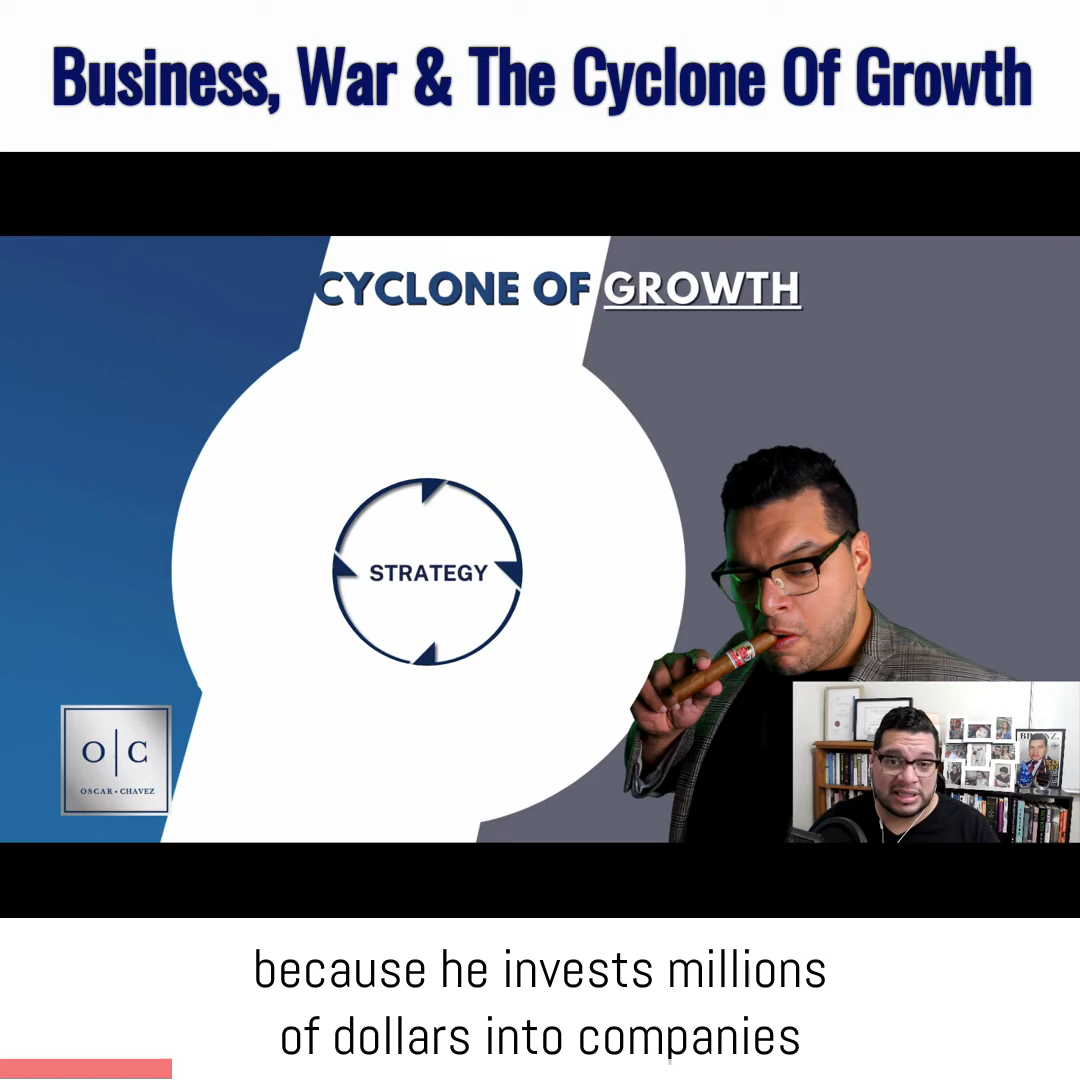 Business, War & The Cyclone Of Growth
CYCLONE OF GROWTH
STRATEGY
O|C
OSCAR • CHAVEZ
because he invests millions
of dollars into companies